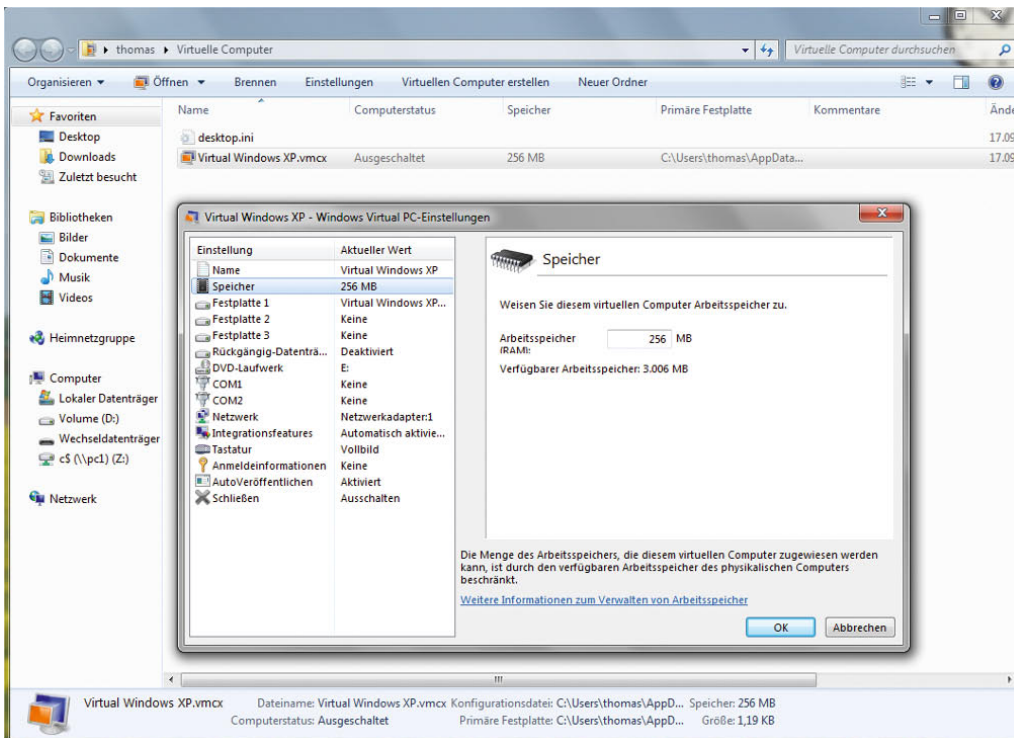 thomas ▸ Virtuelle Computer
Virtuelle Computer durchsuchen
Organisieren Öffnen Brennen Einstellungen Virtuellen Computer erstellen Neuer Ordner
Name Computerstatus Speicher Primäre Festplatte Kommentare Ände
desktop.ini 17.09
Virtual Windows XP.vmcx Ausgeschaltet 256 MB C:\Users\thomas\AppData... 17.09
Favoriten
Desktop
Downloads
Zuletzt besucht
Bibliotheken
Bilder
Dokumente
Musik
Videos
Heimnetzgruppe
Computer
Lokaler Datenträger
Volume (D:)
Wechseldatenträger
c$ (\\pc1) (Z:)
Netzwerk
Virtual Windows XP - Windows Virtual PC-Einstellungen
Einstellung Aktueller Wert
Name Virtual Windows XP
Speicher 256 MB
Festplatte 1 Virtual Windows XP...
Festplatte 2 Keine
Festplatte 3 Keine
Rückgängig-Datenträ... Deaktiviert
DVD-Laufwerk E:
COM1 Keine
COM2 Keine
Netzwerk Netzwerkadapter:1
Integrationsfeatures Automatisch aktivie...
Tastatur Vollbild
Anmeldeinformationen Keine
AutoVeröffentlichen Aktiviert
Schließen Ausschalten
Speicher
Weisen Sie diesem virtuellen Computer Arbeitsspeicher zu.
Arbeitsspeicher 256 MB
(RAM):
Verfügbarer Arbeitsspeicher: 3.006 MB
Die Menge des Arbeitsspeichers, die diesem virtuellen Computer zugewiesen werden
kann, ist durch den verfügbaren Arbeitsspeicher des physikalischen Computers
beschränkt.
Weitere Informationen zum Verwalten von Arbeitsspeicher
OK Abbrechen
Virtual Windows XP.vmcx Dateiname: Virtual Windows XP.vmcx Konfigurationsdatei: C:\Users\thomas\AppD... Speicher: 256 MB
Computerstatus: Ausgeschaltet Primäre Festplatte: C:\Users\thomas\AppD... Größe: 1,19 KB